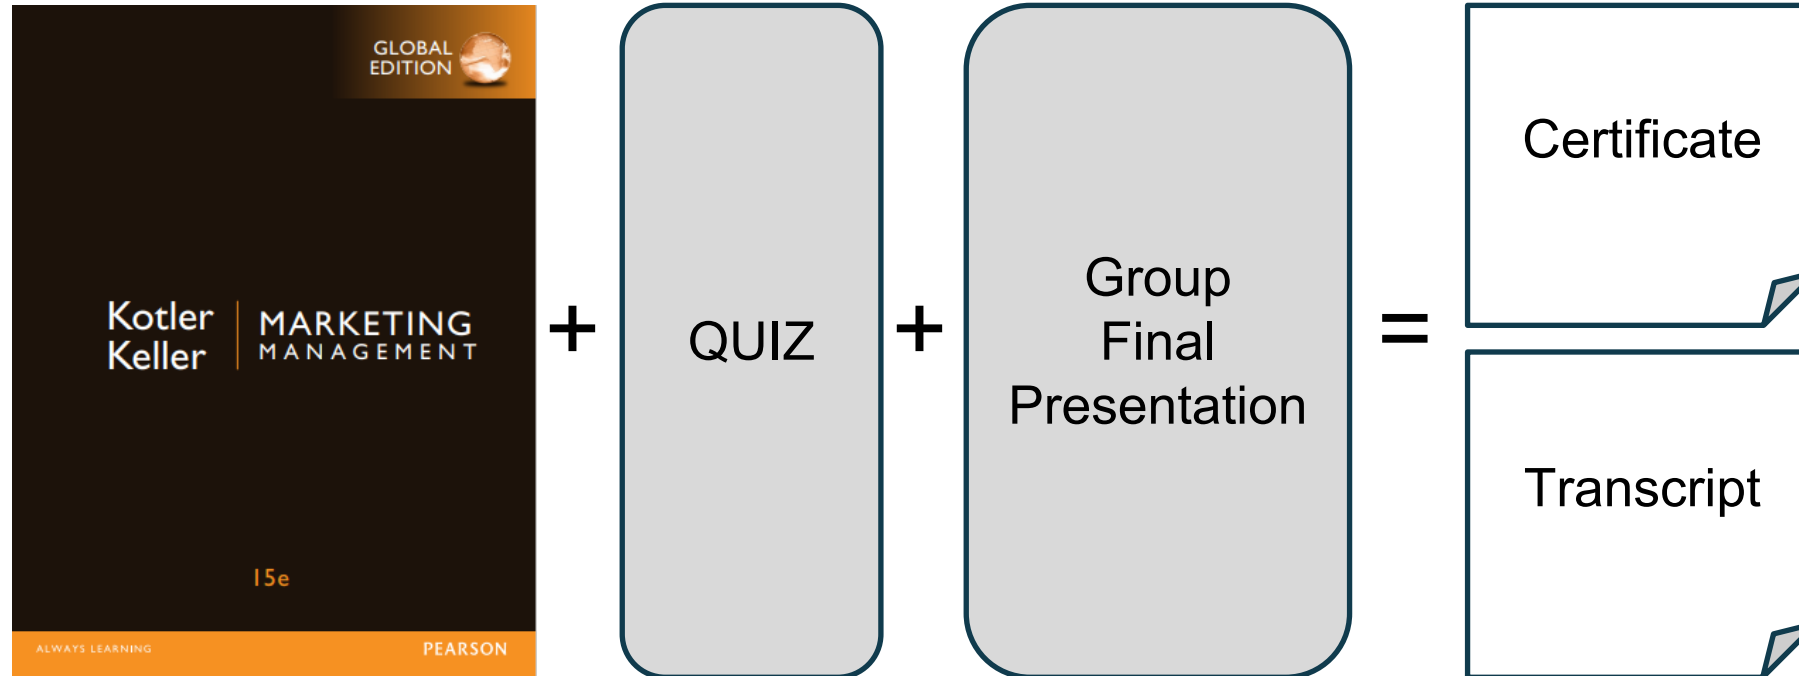 GLOBAL
EDITION
Kotler
Keller
MARKETING
MANAGEMENT
15e
ALWAYS LEARNING
PEARSON
+
QUIZ
+
Group
Final
Presentation
=
Certificate
Transcript